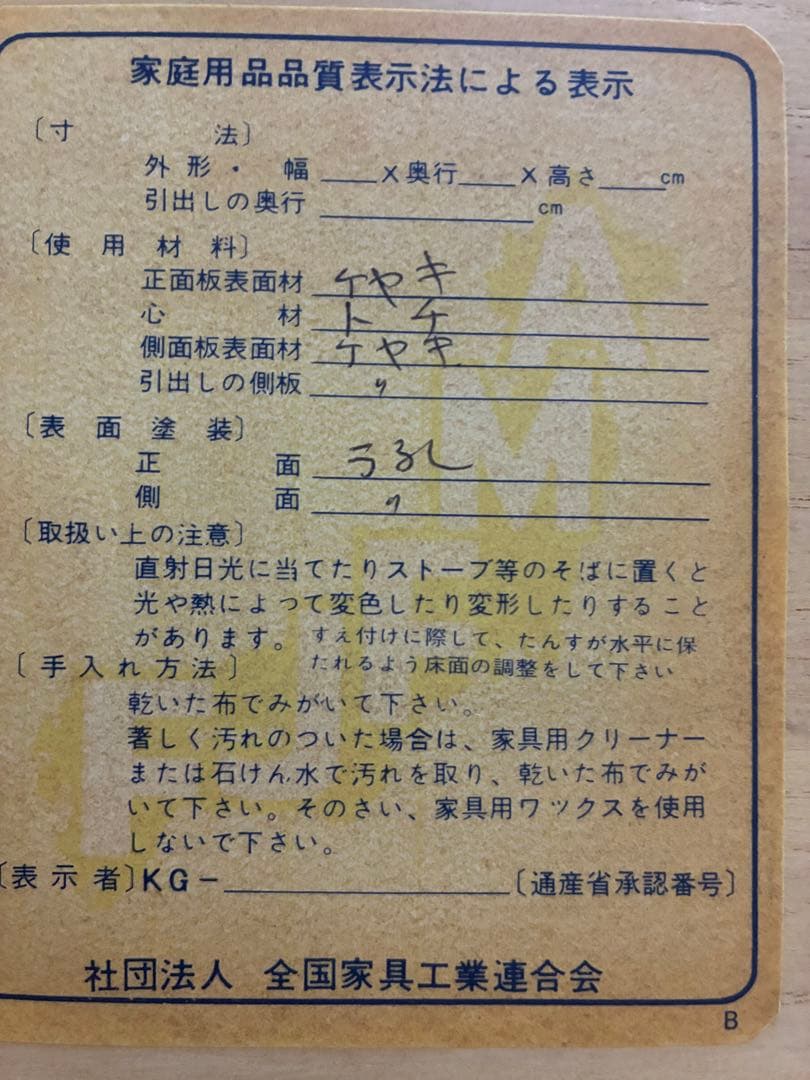 家庭用品品質表示法による表示
〔寸 法〕
外形・幅 ____X奥行____X高さ____cm
引出しの奥行 ____cm
〔使用材料〕
正面板表面材 ケヤキ
心材 トチ
側面板表面材 ケヤキ
引出しの側板 〃
〔表面塗装〕
正面 うるし
側面 〃
〔取扱い上の注意〕
直射日光に当てたりストーブ等のそばに置くと
光や熱によって変色したり変形したりすること
があります。すえ付けに際して、たんすが水平に保
たれるよう床面の調整をして下さい
〔手入れ方法〕
乾いた布でみがいて下さい。
著しく汚れのついた場合は、家具用クリーナー
または石けん水で汚れを取り、乾いた布でみが
いて下さい。そのさい、家具用ワックスを使用
しないで下さい。
〔表示者〕KG-____〔通産省承認番号〕
社団法人 全国家具工業連合会
B